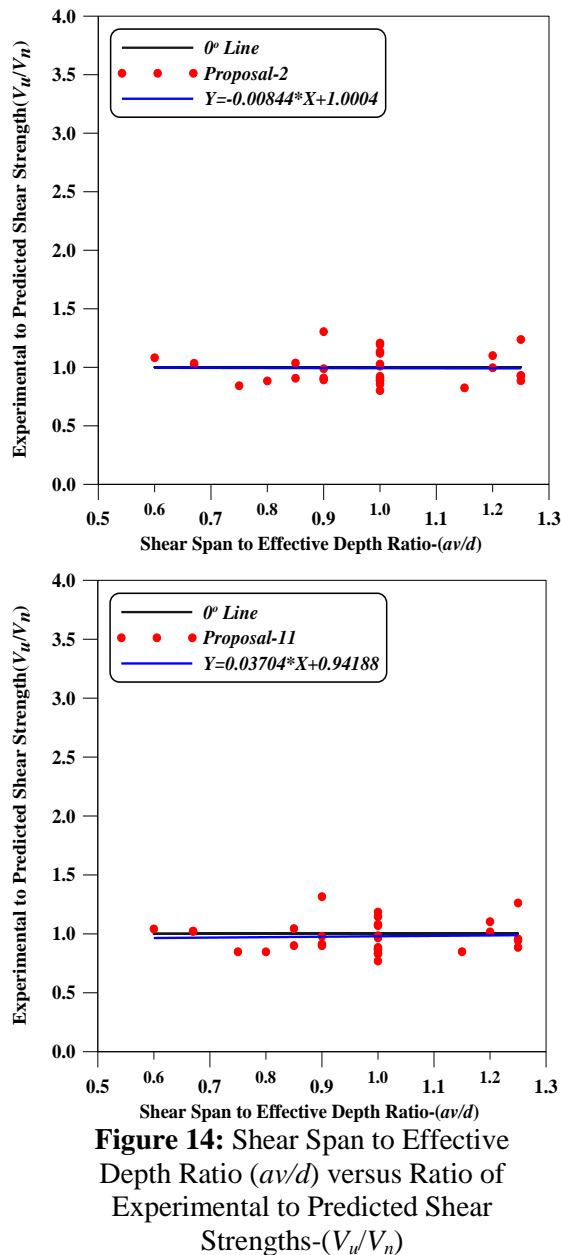 4.0
3.5
3.0
2.5
2.0
1.5
1.0
0.5
0.0
Experimental to Predicted Shear Strength(Vu/Vn)
0º Line
Proposal-2
Y=-0.00844*X+1.0004
0.5 0.6 0.7 0.8 0.9 1.0 1.1 1.2 1.3
Shear Span to Effective Depth Ratio-(av/d)
4.0
3.5
3.0
2.5
2.0
1.5
1.0
0.5
0.0
Experimental to Predicted Shear Strength(Vu/Vn)
0º Line
Proposal-11
Y=0.03704*X+0.94188
0.5 0.6 0.7 0.8 0.9 1.0 1.1 1.2 1.3
Shear Span to Effective Depth Ratio-(av/d)
Figure 14: Shear Span to Effective
Depth Ratio (av/d) versus Ratio of
Experimental to Predicted Shear
Strengths-(Vu/Vn)